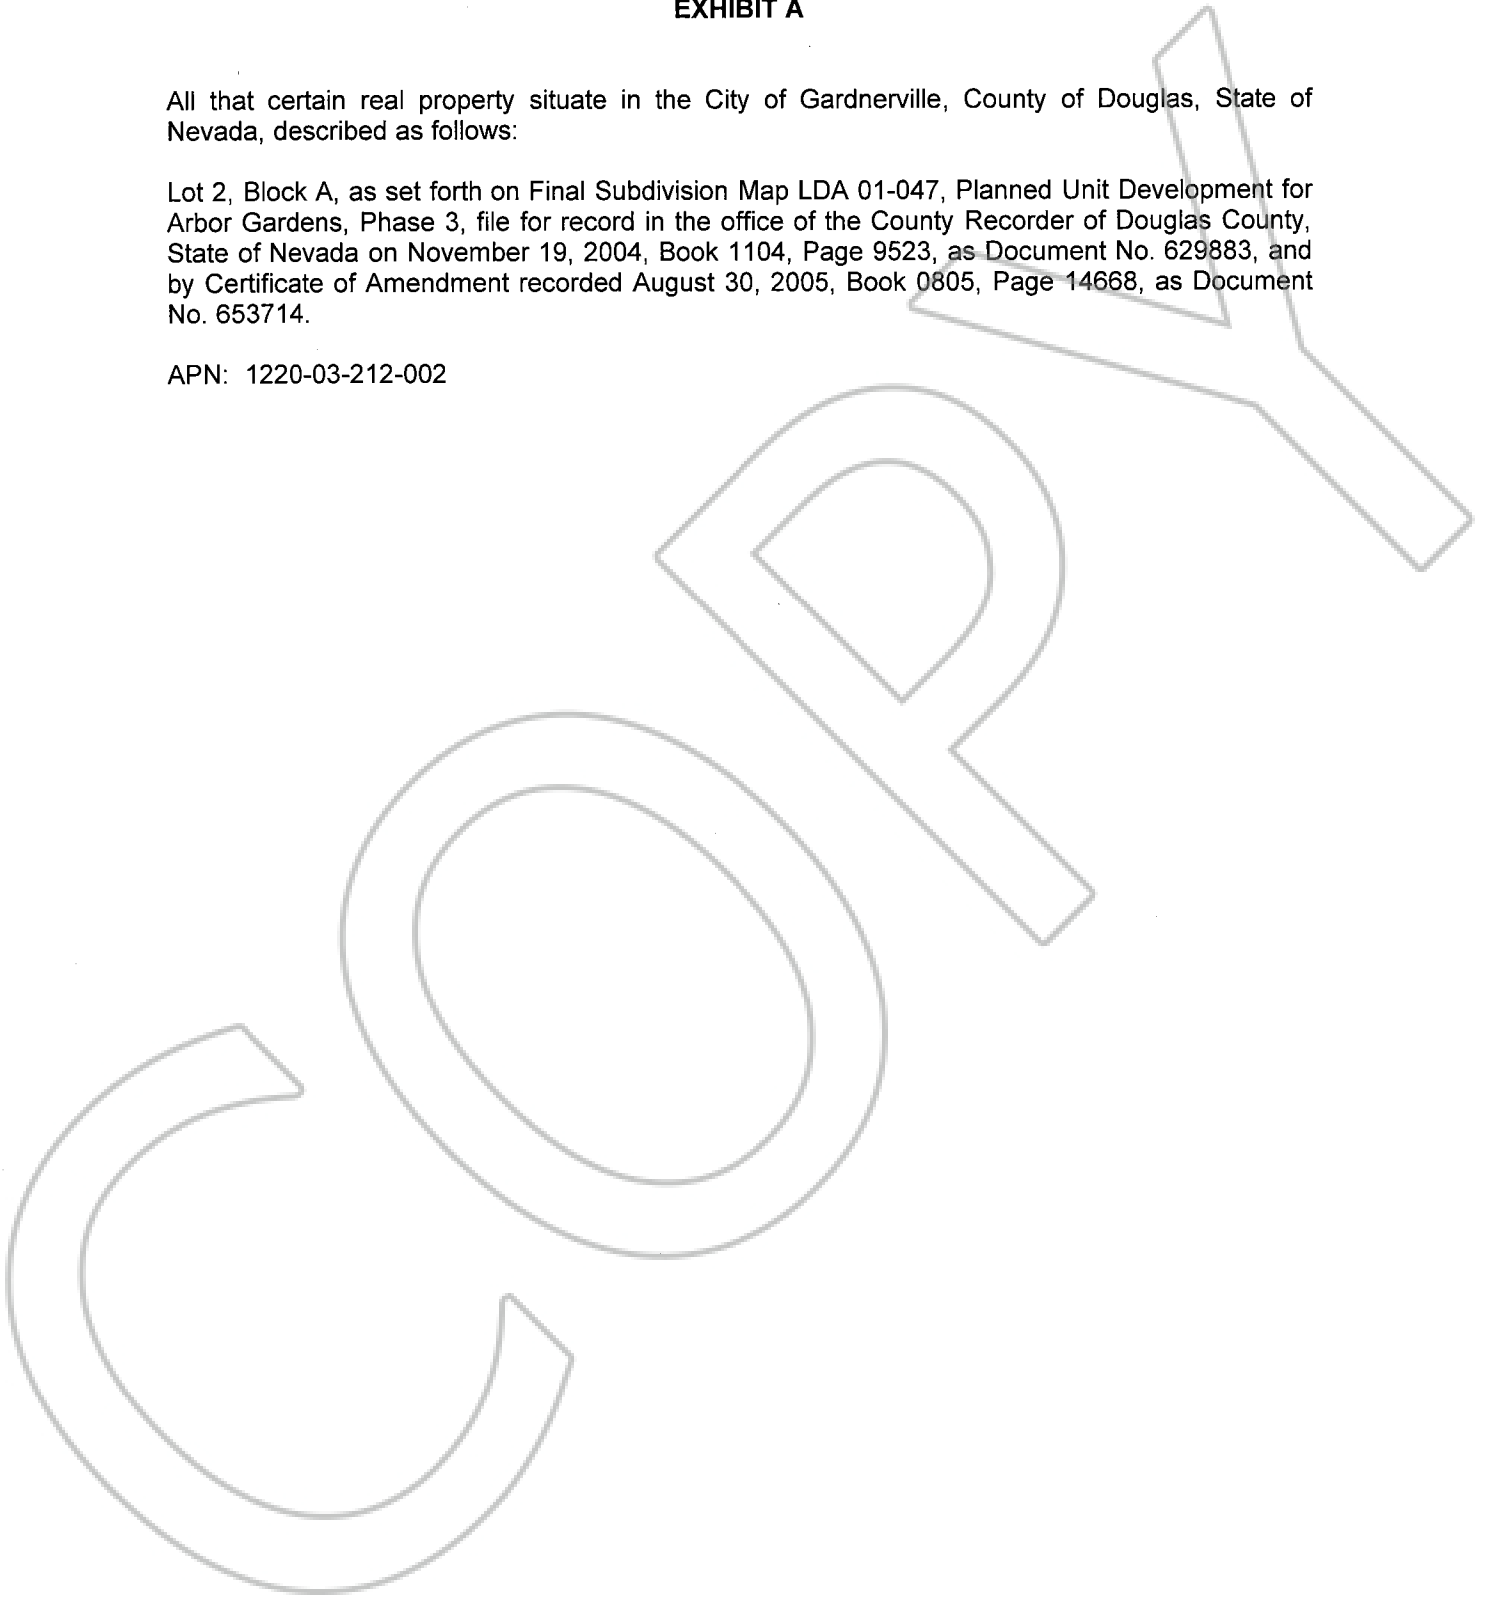 EXHIBIT A
All that certain real property situate in the City of Gardnerville, County of Douglas, State of
Nevada, described as follows:
Lot 2, Block A, as set forth on Final Subdivision Map LDA 01-047, Planned Unit Development for
Arbor Gardens, Phase 3, file for record in the office of the County Recorder of Douglas County,
State of Nevada on November 19, 2004, Book 1104, Page 9523, as Document No. 629883, and
by Certificate of Amendment recorded August 30, 2005, Book 0805, Page 14668, as Document
No. 653714.
APN: 1220-03-212-002
COPY